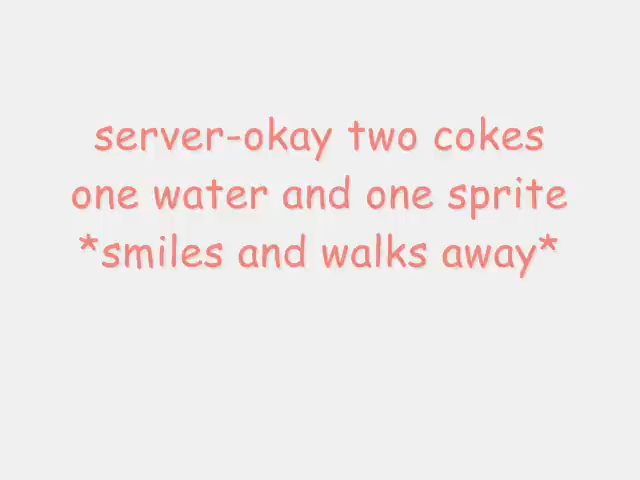 server-okay two cokes
one water and one sprite
*smiles and walks away*